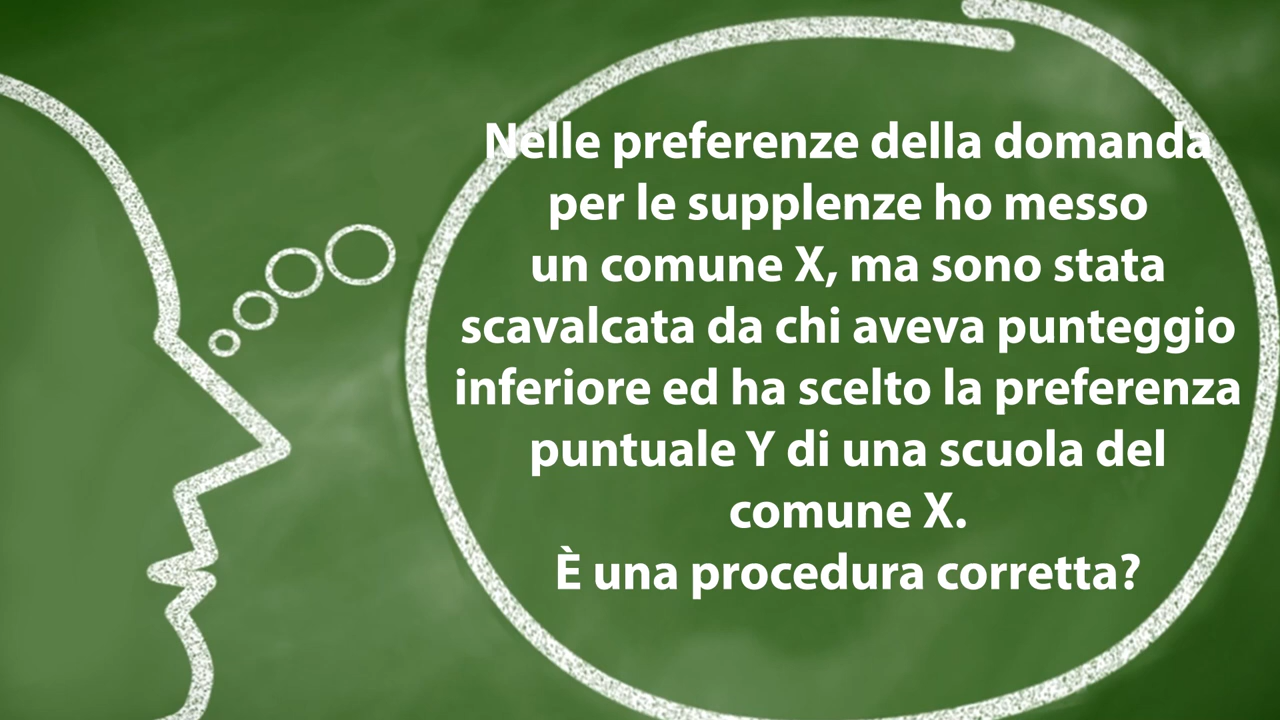 Nelle preferenze della domanda
per le supplenze ho messo
un comune X, ma sono stata
scavalcata da chi aveva punteggio
inferiore ed ha scelto la preferenza
puntuale Y di una scuola del
comune X.
È una procedura corretta?